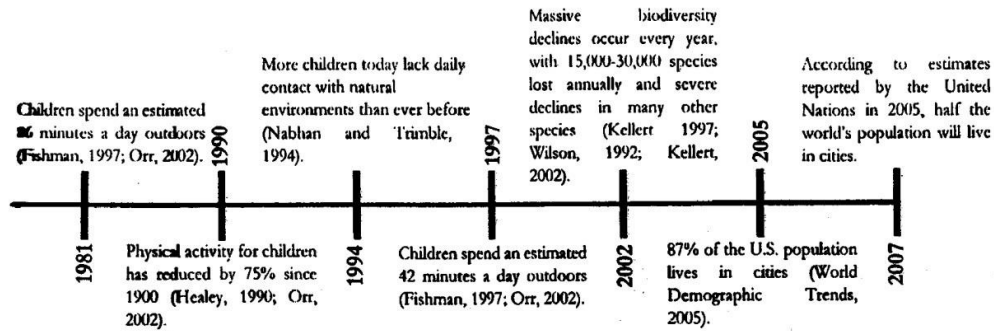 Children spend an estimated
86 minutes a day outdoors
(Fishman, 1997; Orr, 2002).
1981
1990
Physical activity for children
has reduced by 75% since
1900 (Healey, 1990; Orr,
2002).
More children today lack daily
contact with natural
environments than ever before
(Nabhan and Trimble,
1994).
1994
1997
Children spend an estimated
42 minutes a day outdoors
(Fishman, 1997; Orr, 2002).
Massive biodiversity
declines occur every year,
with 15,000-30,000 species
lost annually and severe
declines in many other
species (Kellert 1997;
Wilson, 1992; Kellert,
2002).
2002
2005
87% of the U.S. population
lives in cities (World
Demographic Trends,
2005).
According to estimates
reported by the United
Nations in 2005, half the
world's population will live
in cities.
2007